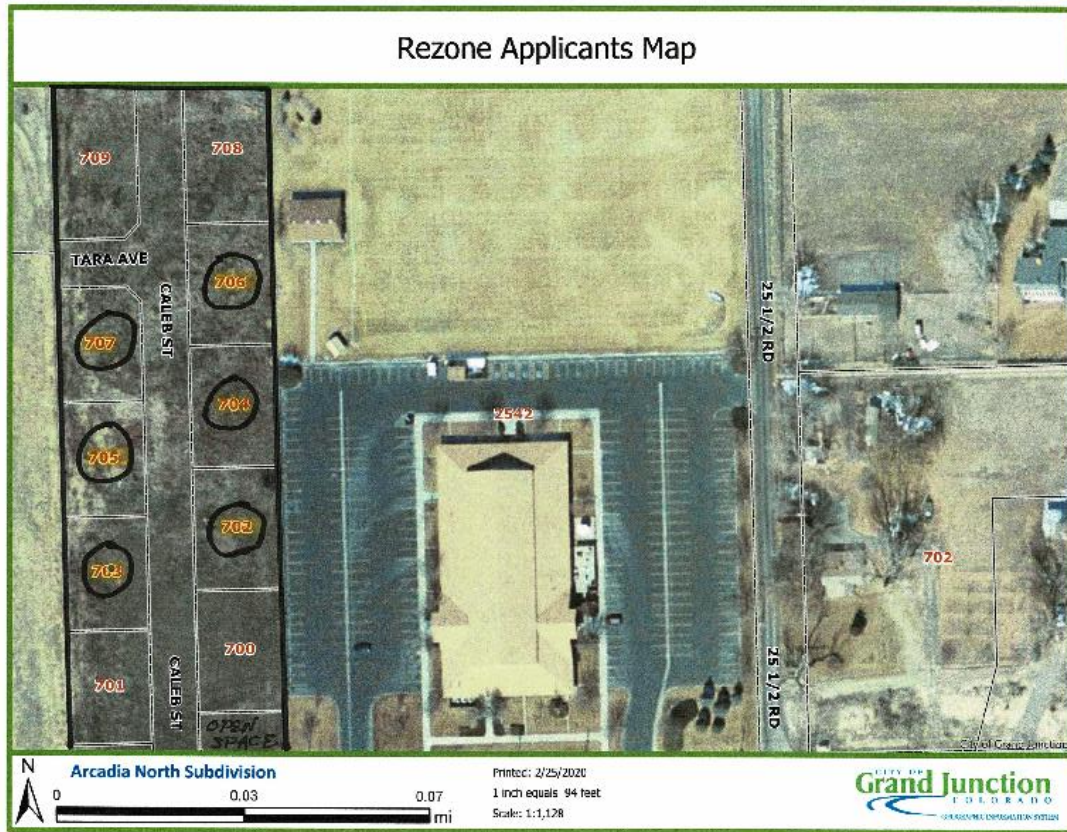 Rezone Applicants Map
709
708
TARA AVE
706
CALEB ST
707
704
705
702
703
700
701
CALEB ST
OPEN
SPACE
2542
25 1/2 RD
702
25 1/2 RD
City of Grand Junction
N
Arcadia North Subdivision
0 0.03 0.07
mi
Printed: 2/25/2020
1 inch equals 94 feet
Scale: 1:1,128
CITY OF
Grand Junction
COLORADO
GEOGRAPHIC INFORMATION SYSTEM